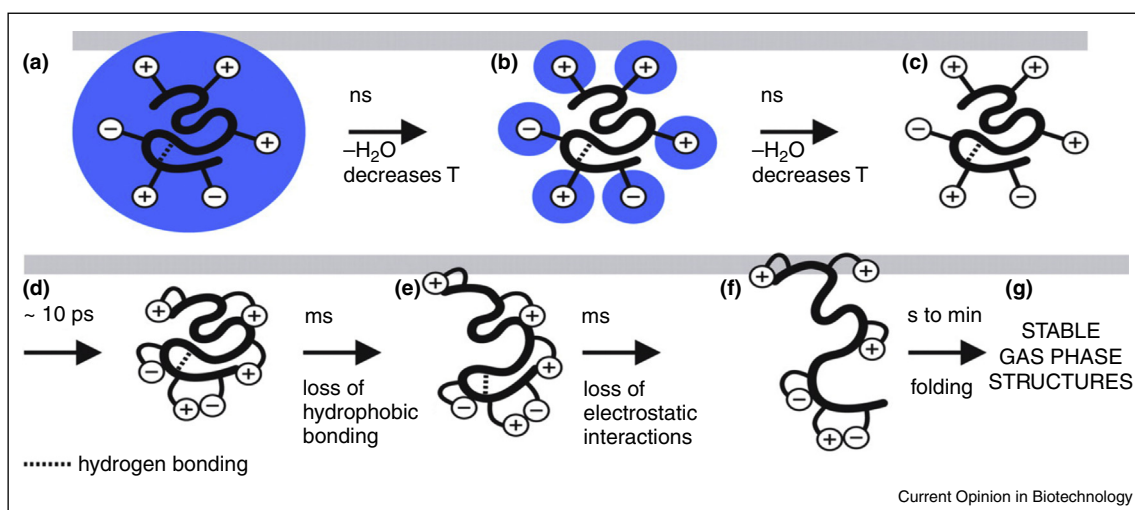 (a)
ns
–H₂O
decreases T
(b)
ns
–H₂O
decreases T
(c)
(d)
~ 10 ps
ms
loss of
hydrophobic
bonding
(e)
ms
loss of
electrostatic
interactions
(f)
s to min
folding
(g)
STABLE
GAS PHASE
STRUCTURES
hydrogen bonding
Current Opinion in Biotechnology